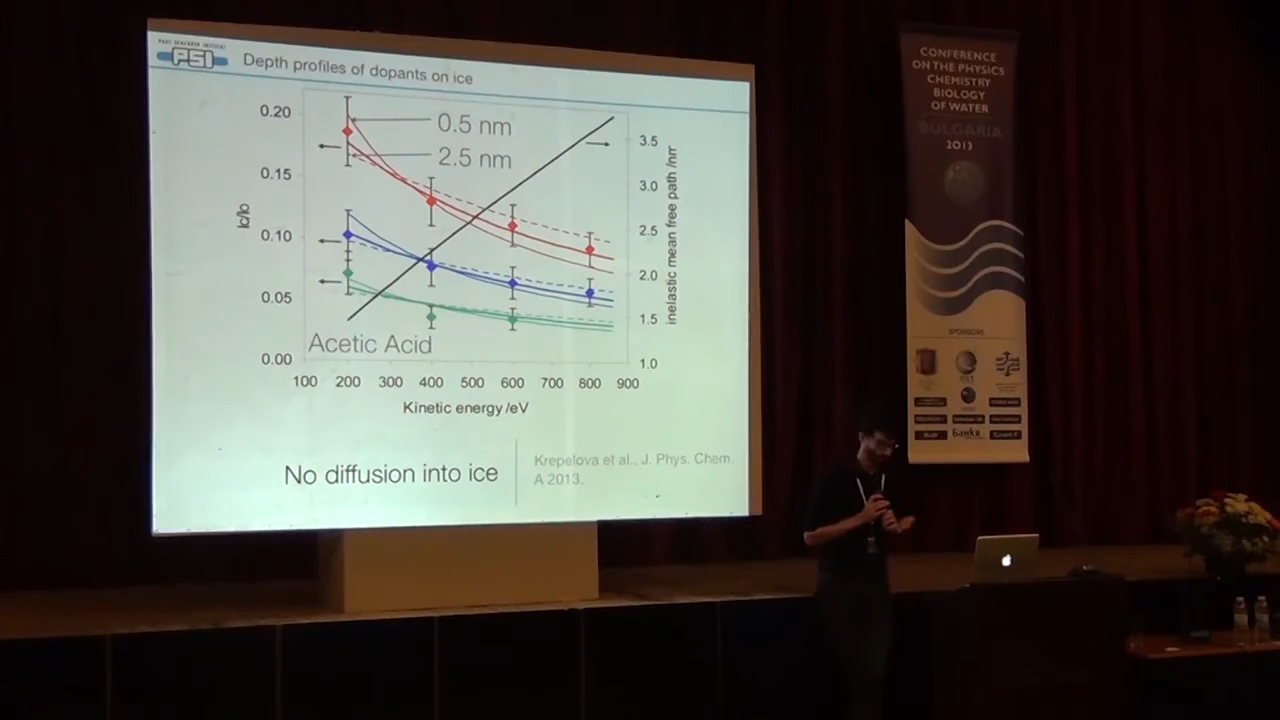 PAUL SCHERRER INSTITUT
PSI
Depth profiles of dopants on ice
0.20
0.15
0.10
0.05
0.00
Ic/Io
0.5 nm
2.5 nm
Acetic Acid
3.5
3.0
2.5
2.0
1.5
1.0
inelastic mean free path /nm
100 200 300 400 500 600 700 800 900
Kinetic energy /eV
No diffusion into ice
Krepelova et al., J. Phys. Chem.
A 2013.
CONFERENCE
ON THE PHYSICS
CHEMISTRY
BIOLOGY
OF WATER
BULGARIA
2013
SPONSORS
Банкя